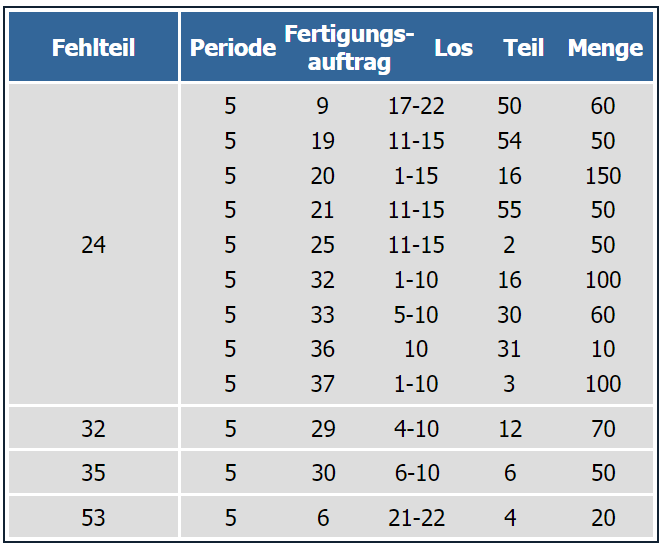 Fehlteil Periode Fertigungs-auftrag Los Teil Menge
5 9 17-22 50 60
5 19 11-15 54 50
5 20 1-15 16 150
5 21 11-15 55 50
24 5 25 11-15 2 50
5 32 1-10 16 100
5 33 5-10 30 60
5 36 10 31 10
5 37 1-10 3 100
32 5 29 4-10 12 70
35 5 30 6-10 6 50
53 5 6 21-22 4 20